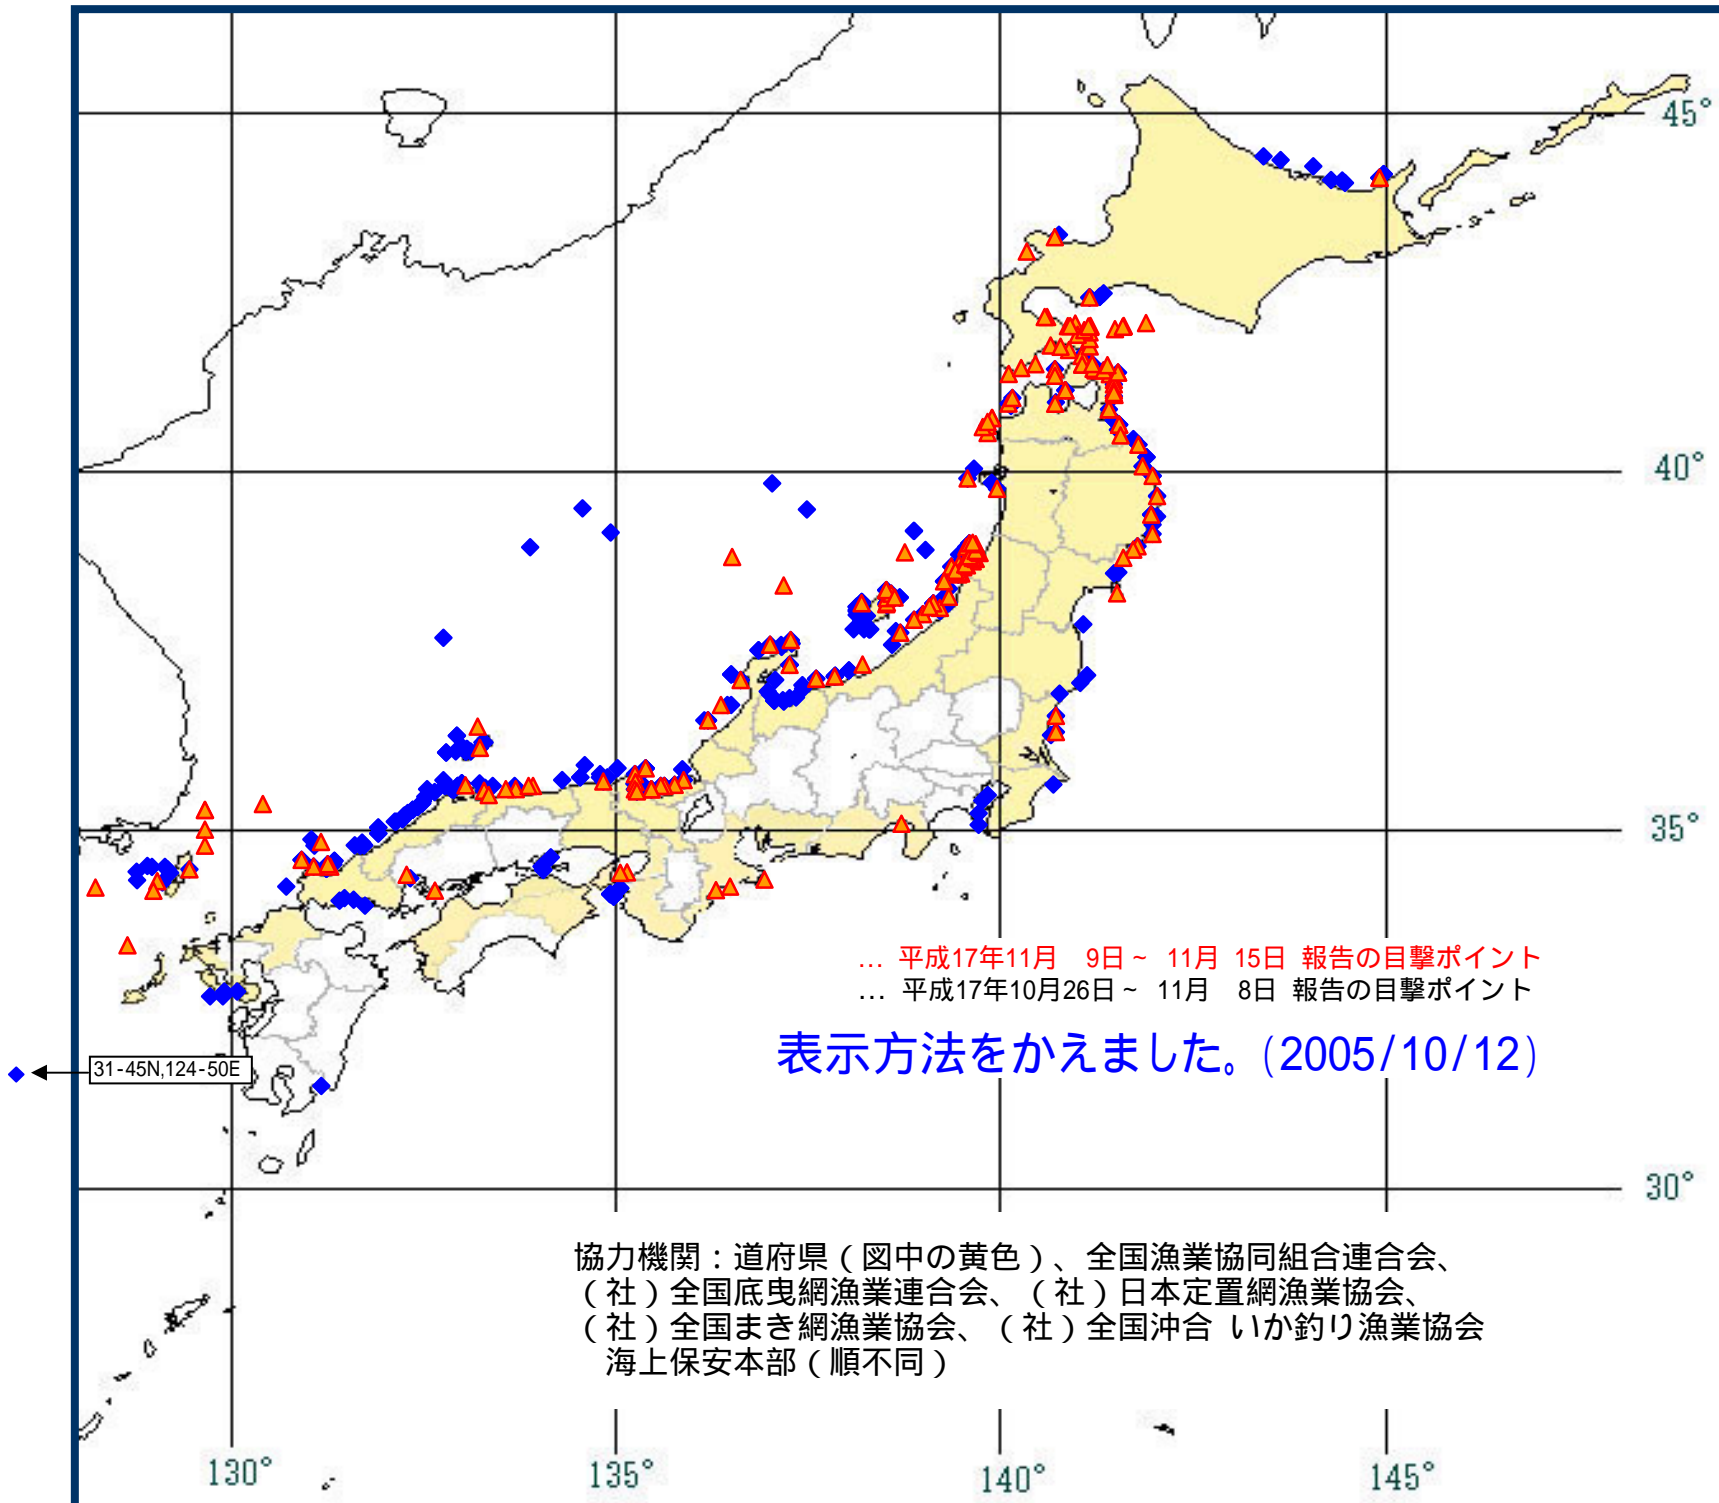 45°
40°
35°
... 平成17年11月　9日~ 11月 15日 報告の目撃ポイント
... 平成17年10月26日~ 11月　8日 報告の目撃ポイント
表示方法をかえました。(2005/10/12)
31-45N,124-50E
30°
協力機関：道府県（図中の黄色）、全国漁業協同組合連合会、
（社）全国底曳網漁業連合会、（社）日本定置網漁業協会、
（社）全国まき網漁業協会、（社）全国沖合 いか釣り漁業協会
海上保安本部（順不同）
130° 135° 140° 145°